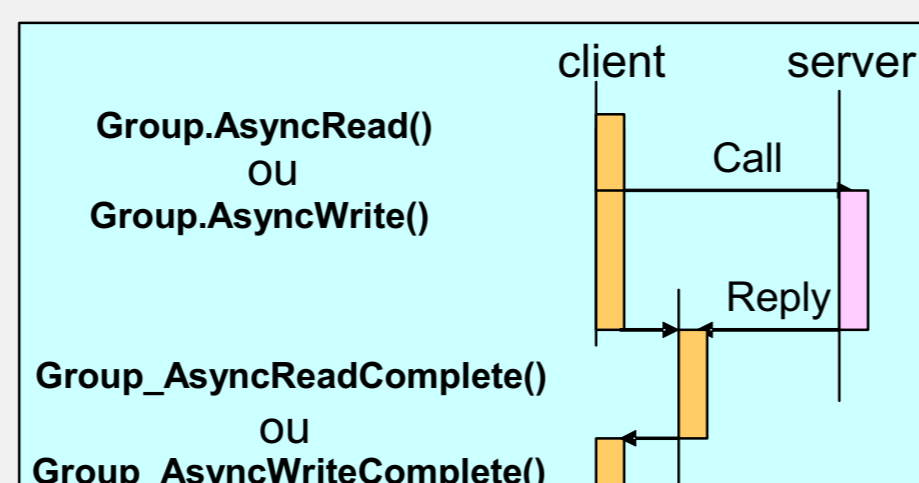 client server
Group.AsyncRead()
ou
Group.AsyncWrite()
Call
Reply
Group_AsyncReadComplete()
ou
Group_AsyncWriteComplete()